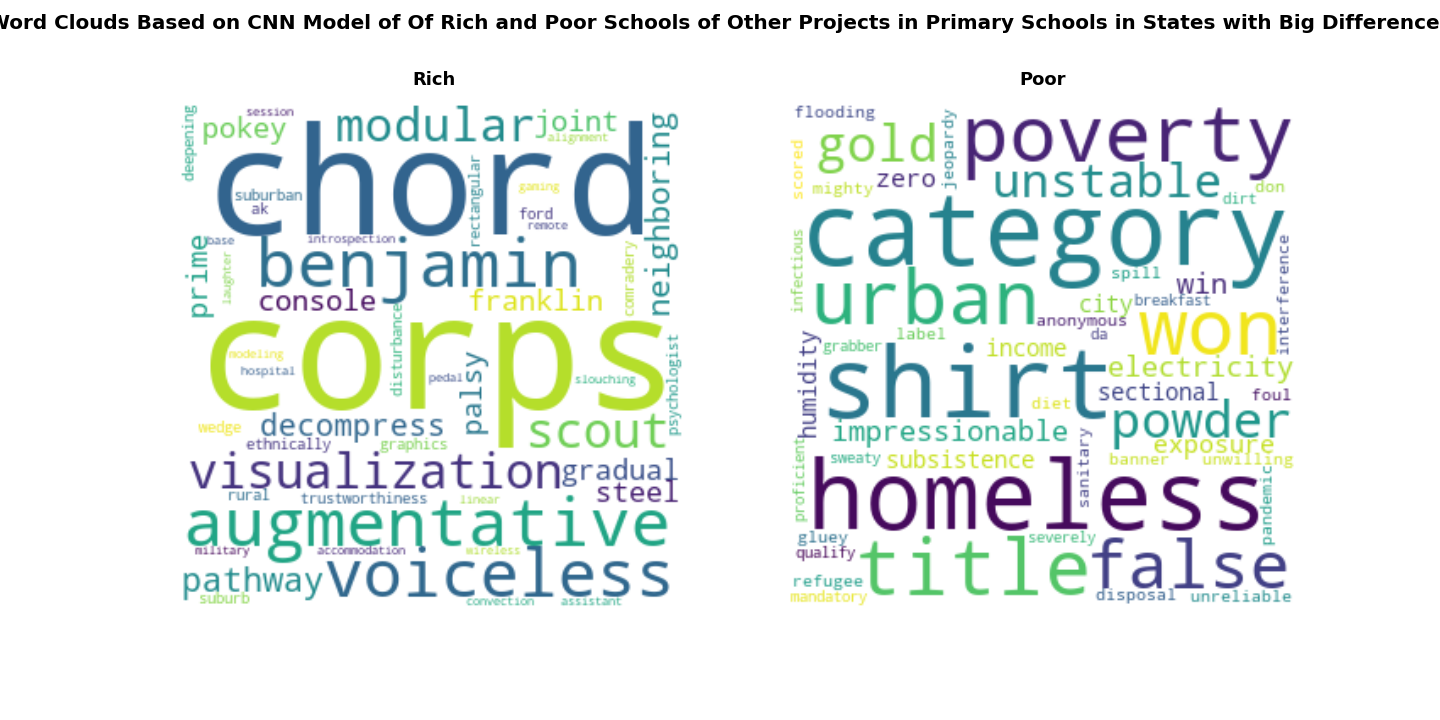 Word Clouds Based on CNN Model of Of Rich and Poor Schools of Other Projects in Primary Schools in States with Big Difference
Rich
session
pokey
modular
joint
alignment
deepening
chord
suburban
ak
rectangular
gaming
ford
remote
neighboring
prime
base
introspection
laughter
benjamin
comradery
console
franklin
disturbance
corps
modeling
hospital
pedal
palsy
slouching
psychologist
wedge
decompress
scout
ethnically
graphics
visualization
gradual
steel
rural
trustworthiness
linear
augmentative
military
accommodation
wireless
pathway
voiceless
suburb
convection
assistant
Poor
flooding
scored
gold
jeopardy
poverty
mighty
zero
unstable
dirt
don
category
infectious
spill
win
interference
urban
city
breakfast
anonymous
da
won
label
humidity
grabber
income
electricity
shirt
sectional
foul
diet
powder
impressionable
exposure
proficient
sweaty
subsistence
sanitary
banner
unwilling
homeless
pandemic
gluey
severely
qualify
title
false
refugee
mandatory
disposal
unreliable